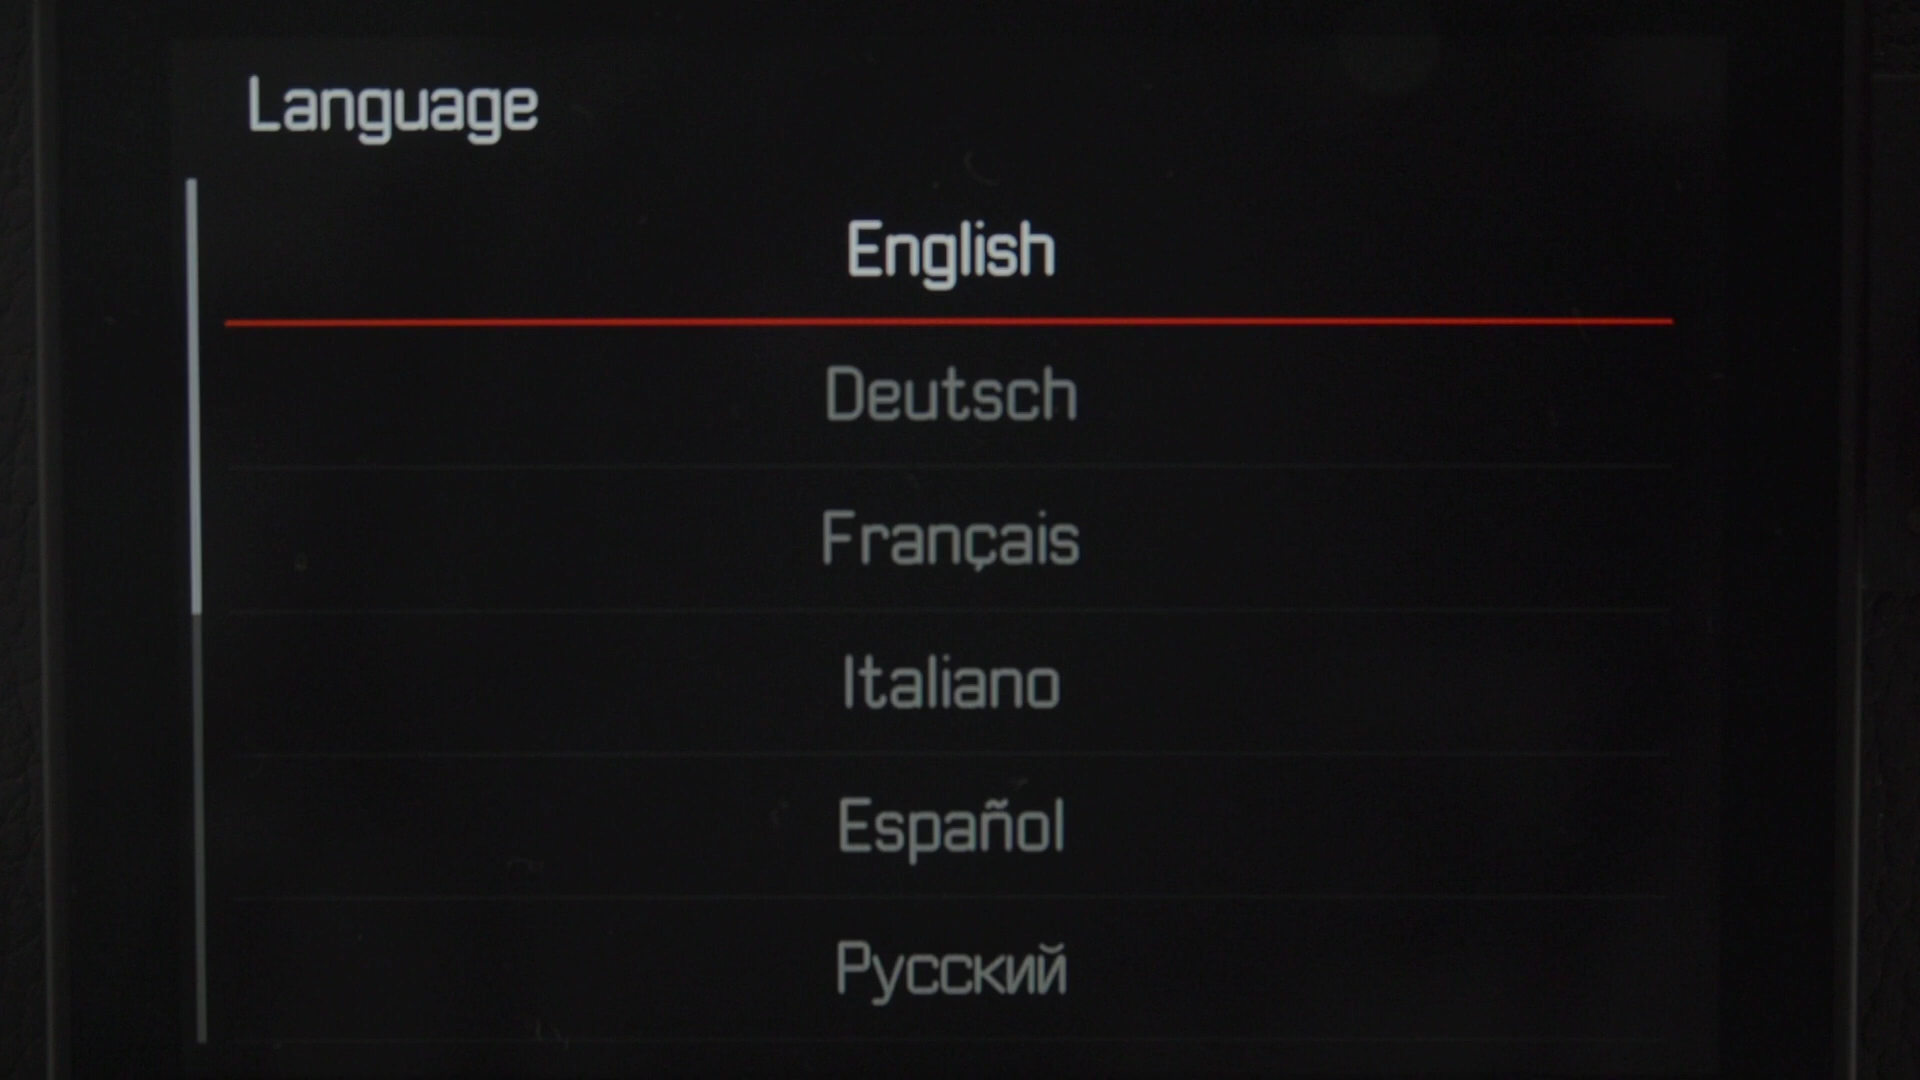 Language
English
Deutsch
Français
Italiano
Español
Русский